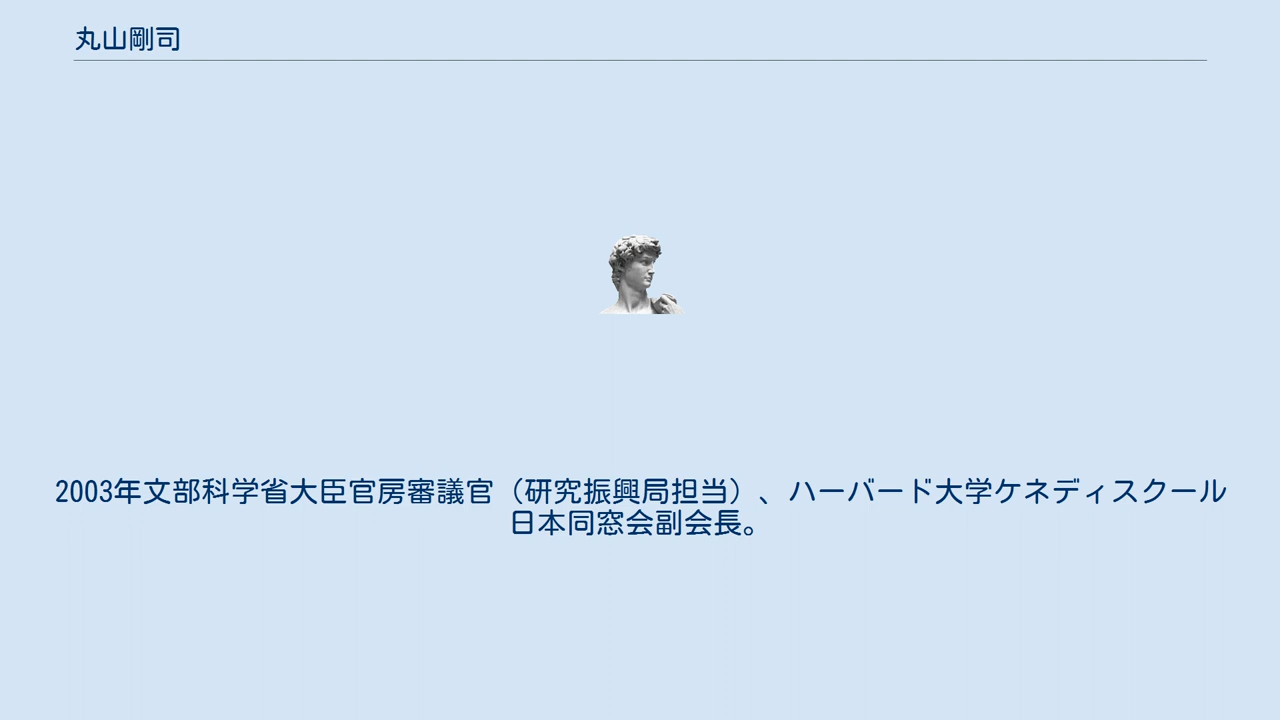 丸山剛司
2003年文部科学省大臣官房審議官（研究振興局担当）、ハーバード大学ケネディスクール
日本同窓会副会長。